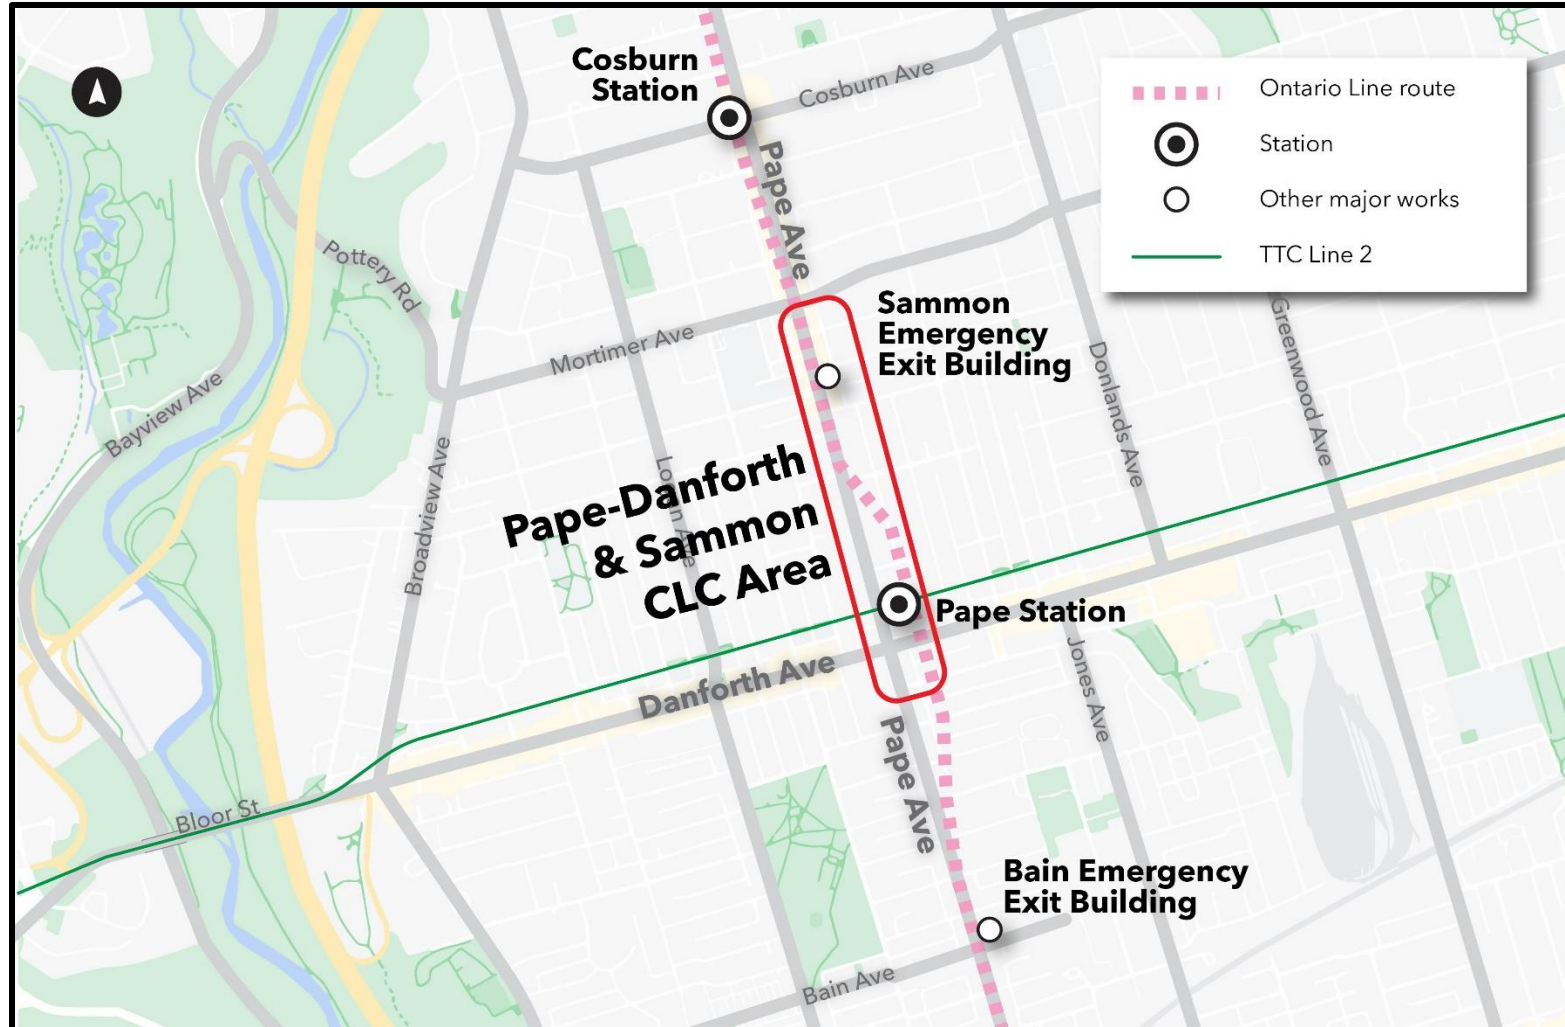 Cosburn
Station
Cosburn Ave
Ontario Line route
Station
Other major works
TTC Line 2
Pape Ave
Pottery Rd
Sammon
Emergency
Exit Building
Mortimer Ave
Bayview Ave
Broadview Ave
Logan Ave
Donlands Ave
Greenwood Ave
Pape-Danforth
& Sammon
CLC Area
Pape Station
Danforth Ave
Jones Ave
Pape Ave
Bloor St
Bain Emergency
Exit Building
Bain Ave